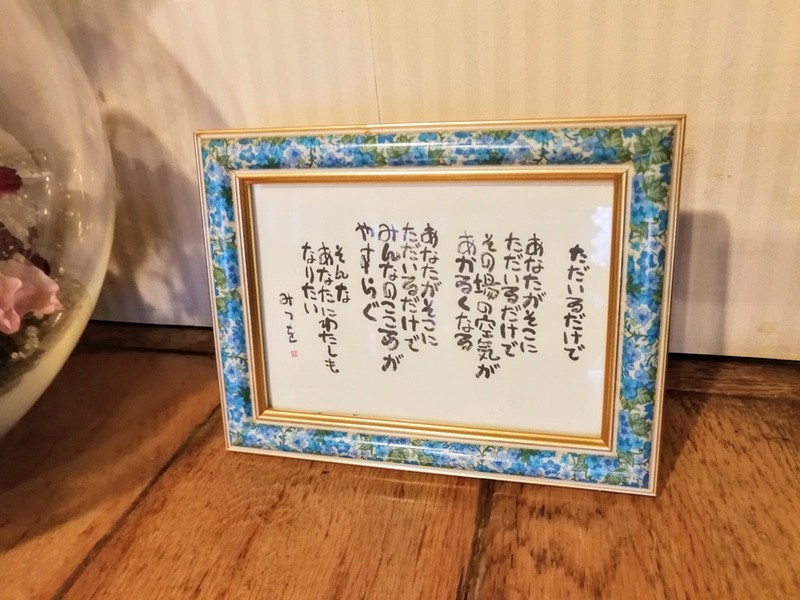 ただいるだけで
あなたがそこに
ただいるだけで
その場の空気が
あかるくなる
あなたがそこに
ただいるだけで
みんなのこころが
やすらぐ
そんな
あなたにわたしも
なりたい
みつを